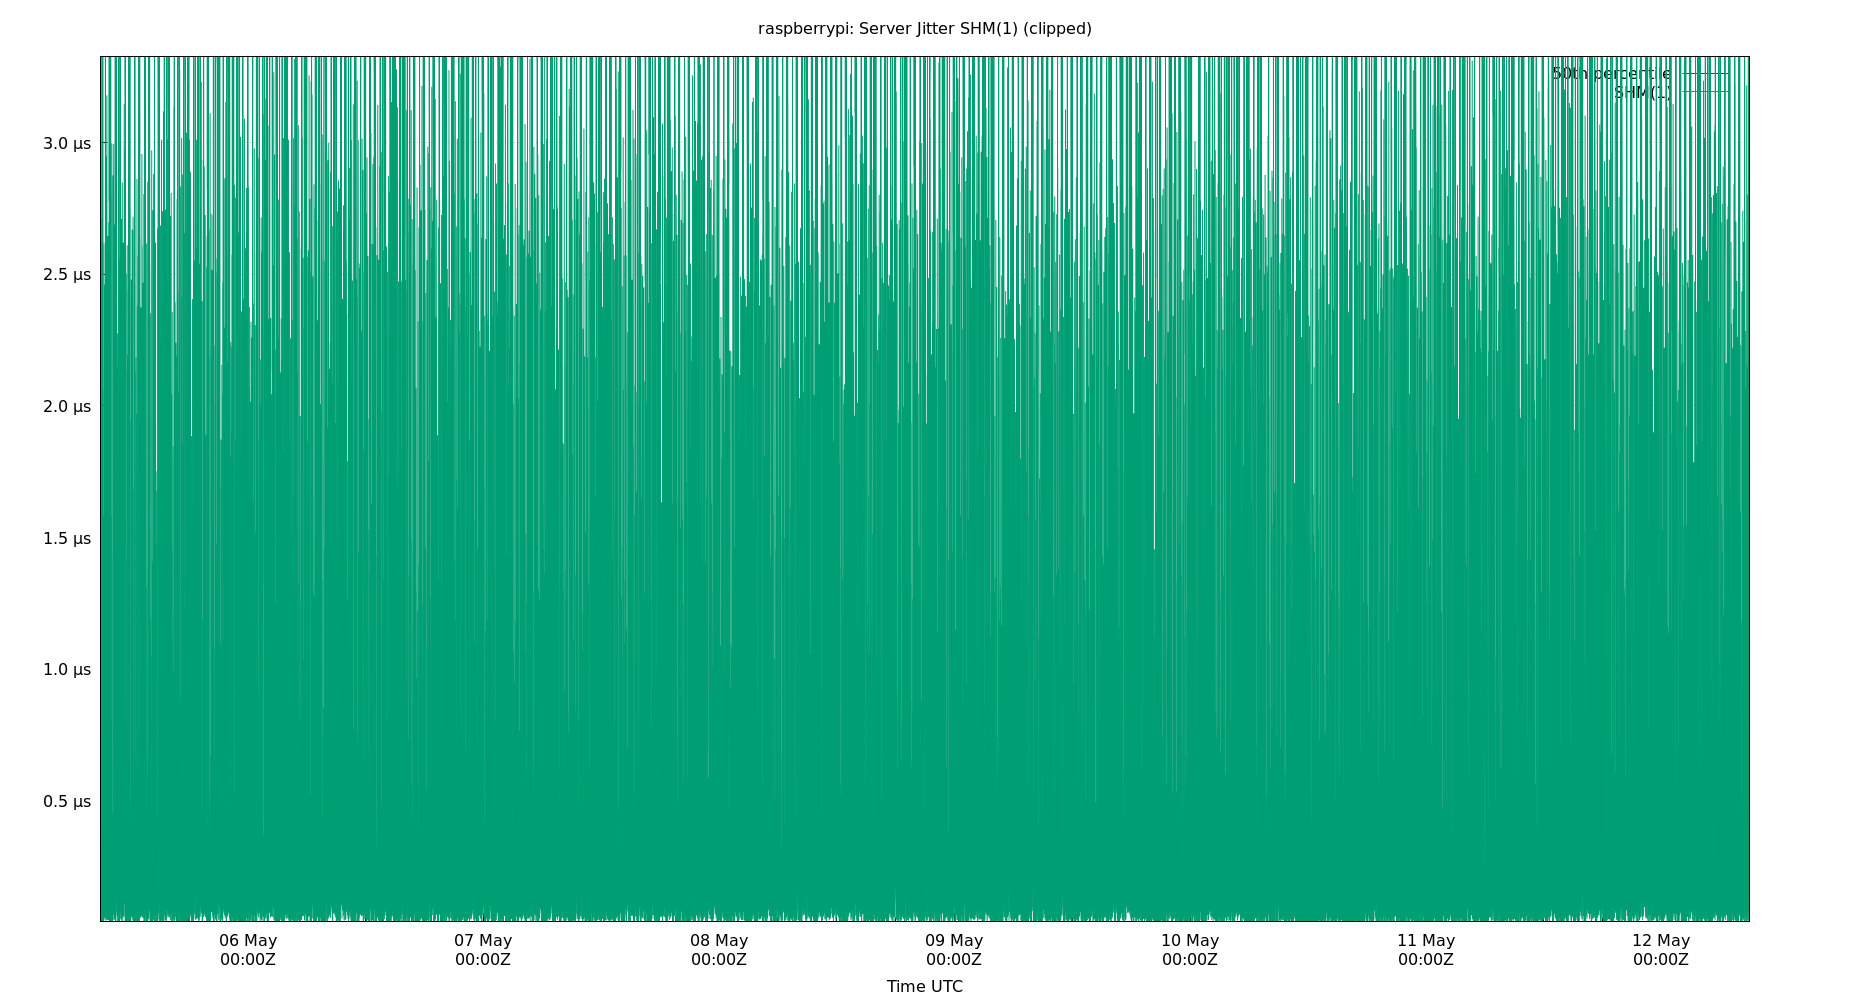 raspberrypi: Server Jitter SHM(1) (clipped)
50th percentile
SHM(1)
3.0 µs
2.5 µs
2.0 µs
1.5 µs
1.0 µs
0.5 µs
06 May 07 May 08 May 09 May 10 May 11 May 12 May
00:00Z 00:00Z 00:00Z 00:00Z 00:00Z 00:00Z 00:00Z
Time UTC